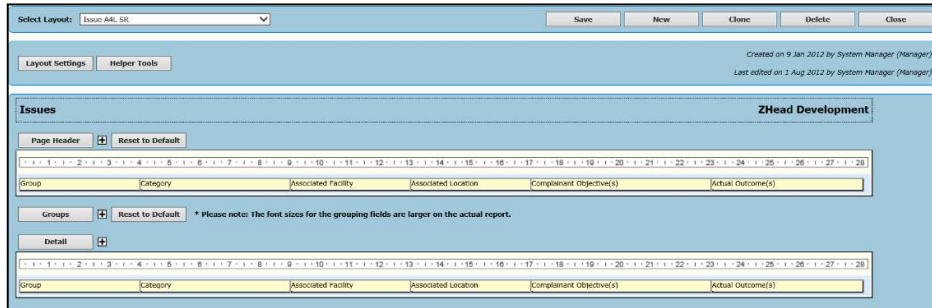 Select Layout: Issue A4L SR Save New Clone Delete Close
Created on 9 Jan 2012 by System Manager (Manager)
Layout Settings Helper Tools
Last edited on 1 Aug 2012 by System Manager (Manager)
Issues ZHead Development
Page Header + Reset to Default
1 2 3 4 5 6 7 8 9 10 11 12 13 14 15 16 17 18 19 20 21 22 23 24 25 26 27 28
Group Category Associated Facility Associated Location Complainant Objective(s) Actual Outcome(s)
Groups + Reset to Default * Please note: The font sizes for the grouping fields are larger on the actual report.
Detail +
1 2 3 4 5 6 7 8 9 10 11 12 13 14 15 16 17 18 19 20 21 22 23 24 25 26 27 28
Group Category Associated Facility Associated Location Complainant Objective(s) Actual Outcome(s)